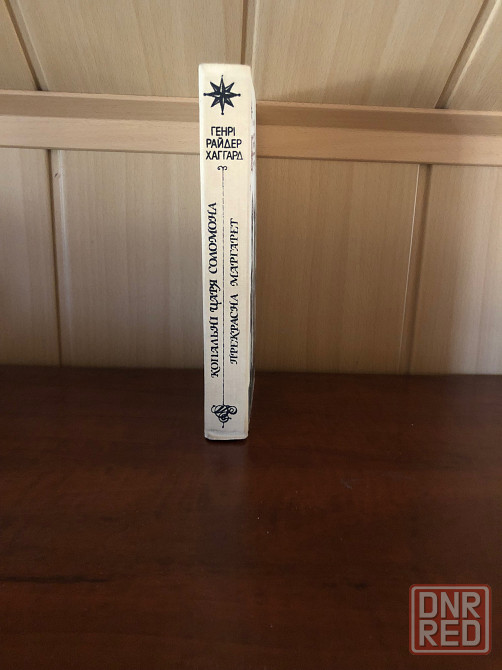 ГЕНРІ
РАЙДЕР
ХАГГАРД
КОПАЛЬНІ ЦАРЯ СОЛОМОНА
ПРЕКРАСНА МАРГАРЕТ
DNR
RED